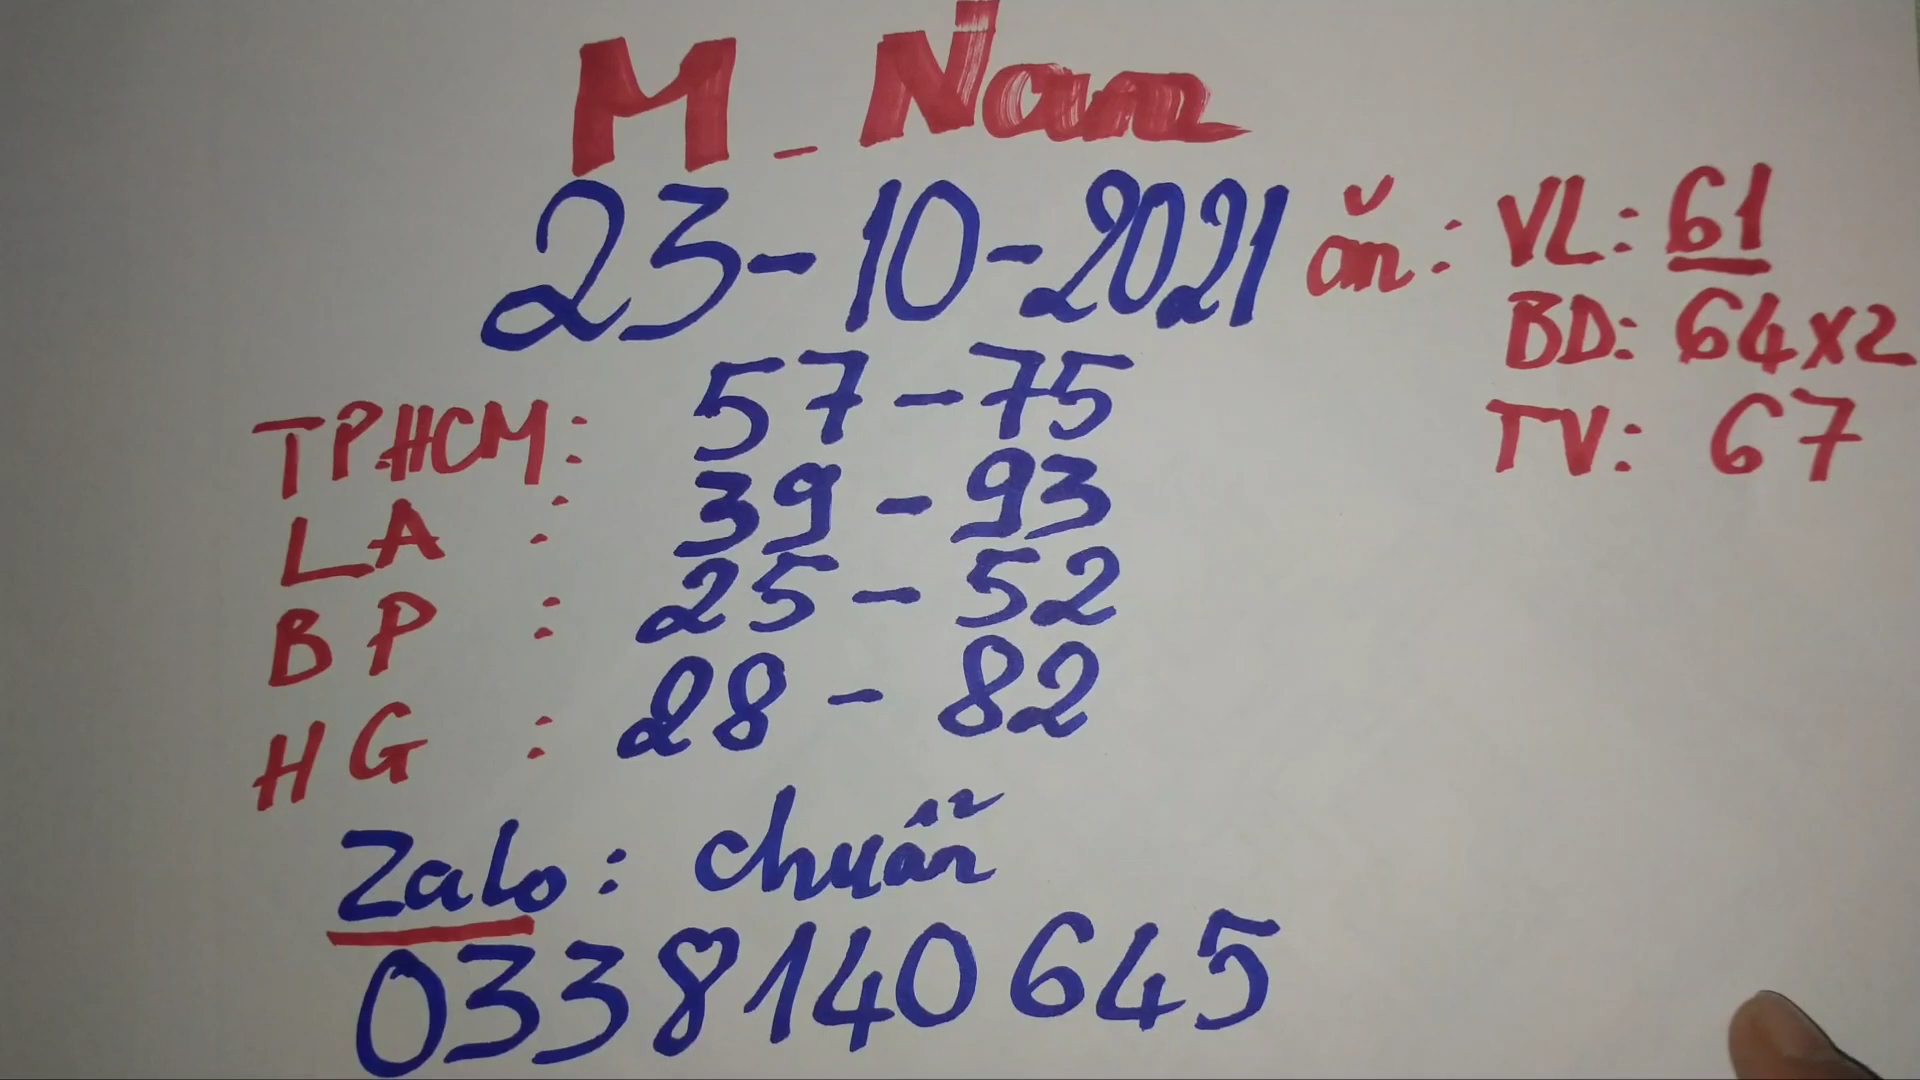 M_Nam
23-10-2021
ăn: VL: 61
BD: 64x2
TV: 67
TPHCM: 57-75
LA: 39-93
BP: 25-52
HG: 28-82
Zalo: chuẩn
0338140645